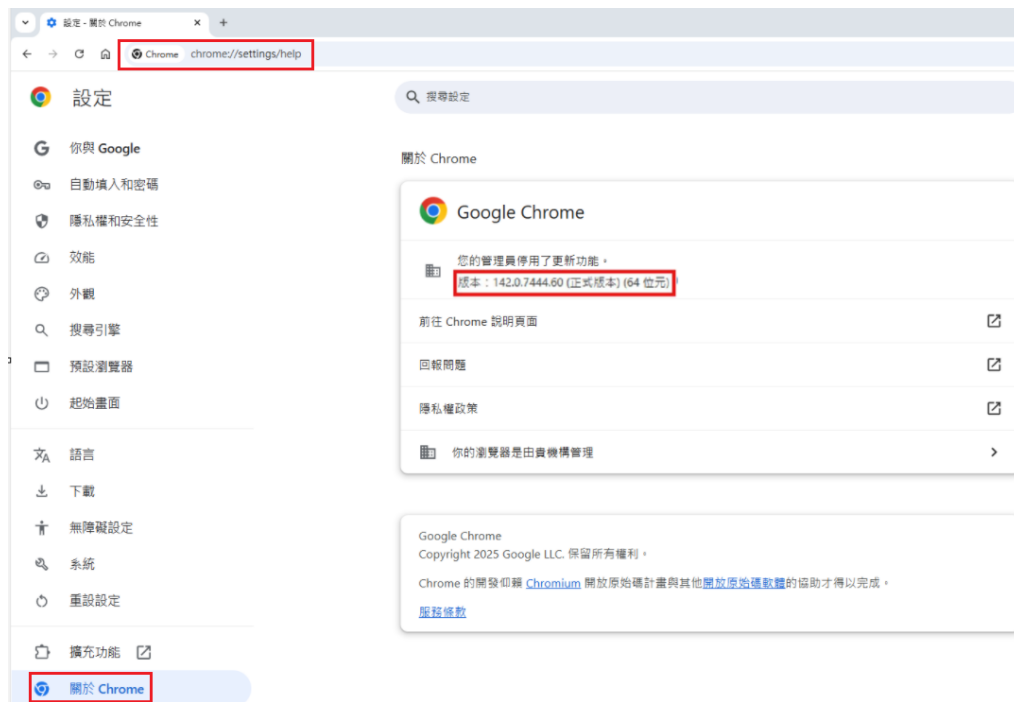 設定 - 關於 Chrome
Chrome chrome://settings/help
設定
搜尋設定
你與 Google
自動填入和密碼
隱私權和安全性
效能
外觀
搜尋引擎
預設瀏覽器
起始畫面
語言
下載
無障礙設定
系統
重設設定
擴充功能
關於 Chrome
關於 Chrome
Google Chrome
您的管理員停用了更新功能。
版本：142.0.7444.60 (正式版本) (64 位元)
前往 Chrome 說明頁面
回報問題
隱私權政策
你的瀏覽器是由貴機構管理
Google Chrome
Copyright 2025 Google LLC. 保留所有權利。
Chrome 的開發仰賴 Chromium 開放原始碼計畫與其他開放原始碼軟體的協助才得以完成。
服務條款